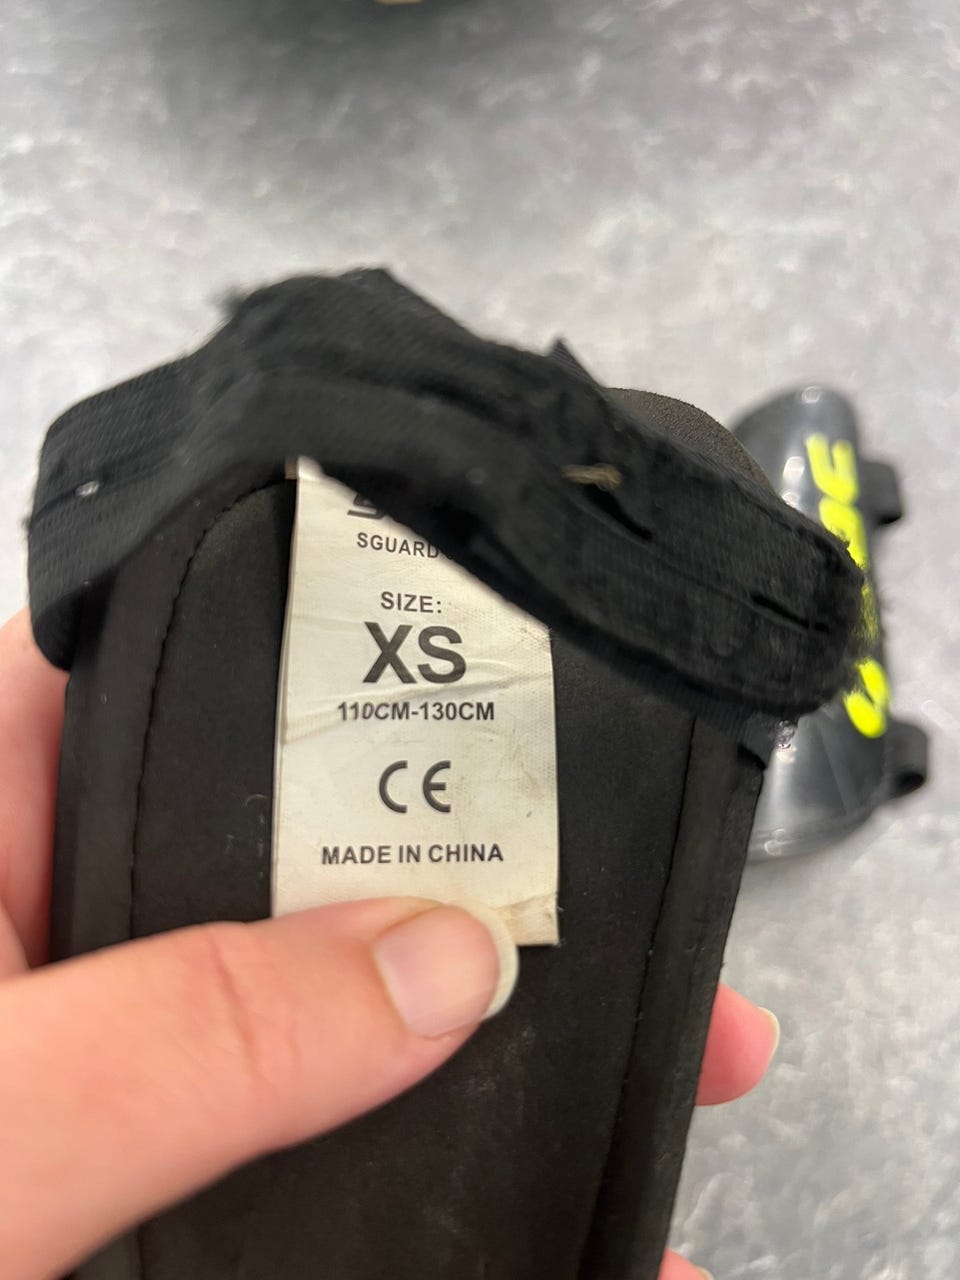 SGUARD
SIZE:
XS
110CM-130CM
CE
MADE IN CHINA